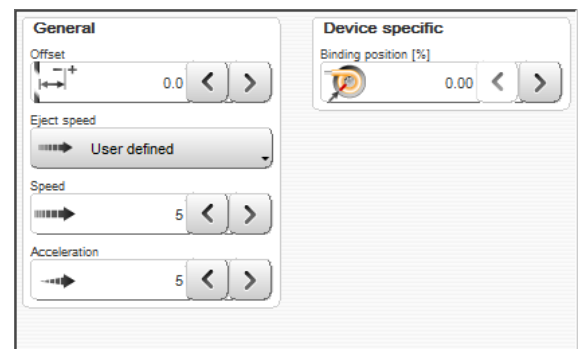 General
Offset
0.0
Eject speed
User defined
Speed
5
Acceleration
5
Device specific
Binding position [%]
0.00